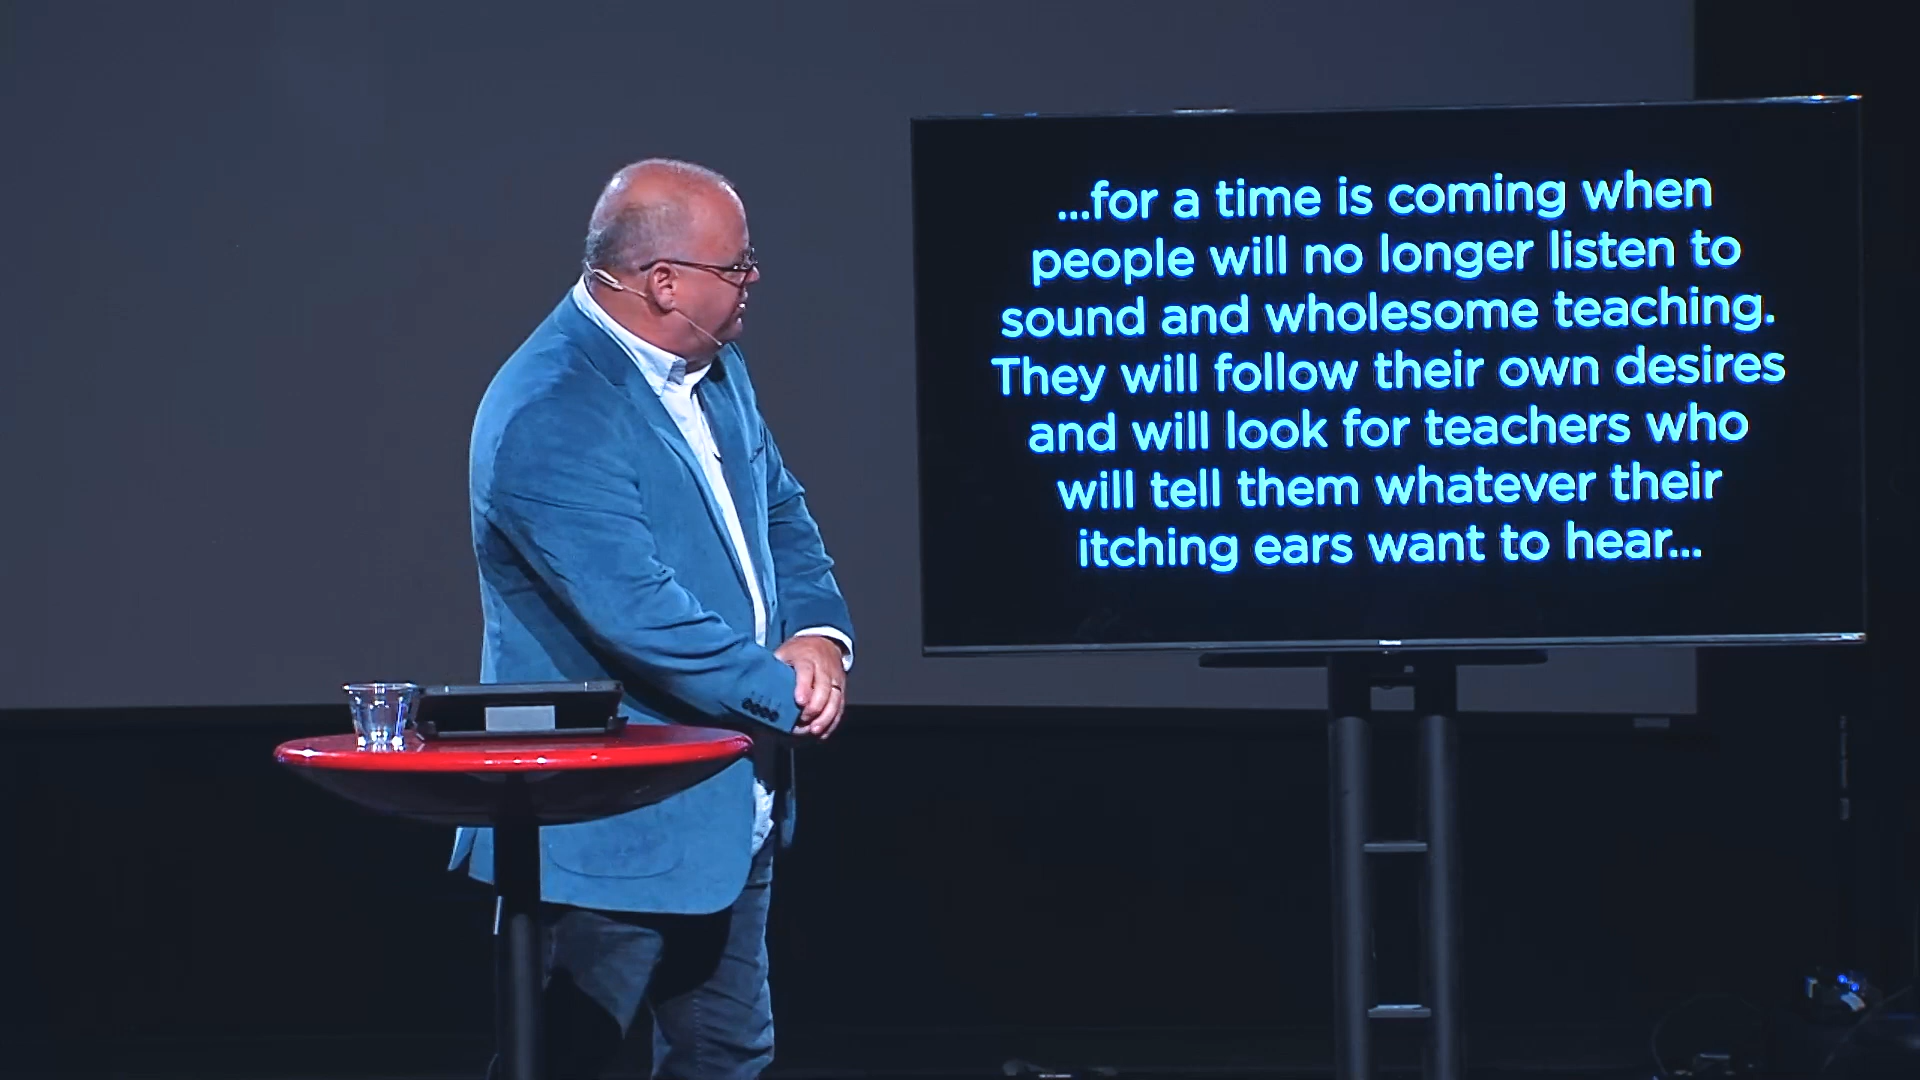 ...for a time is coming when
people will no longer listen to
sound and wholesome teaching.
They will follow their own desires
and will look for teachers who
will tell them whatever their
itching ears want to hear...